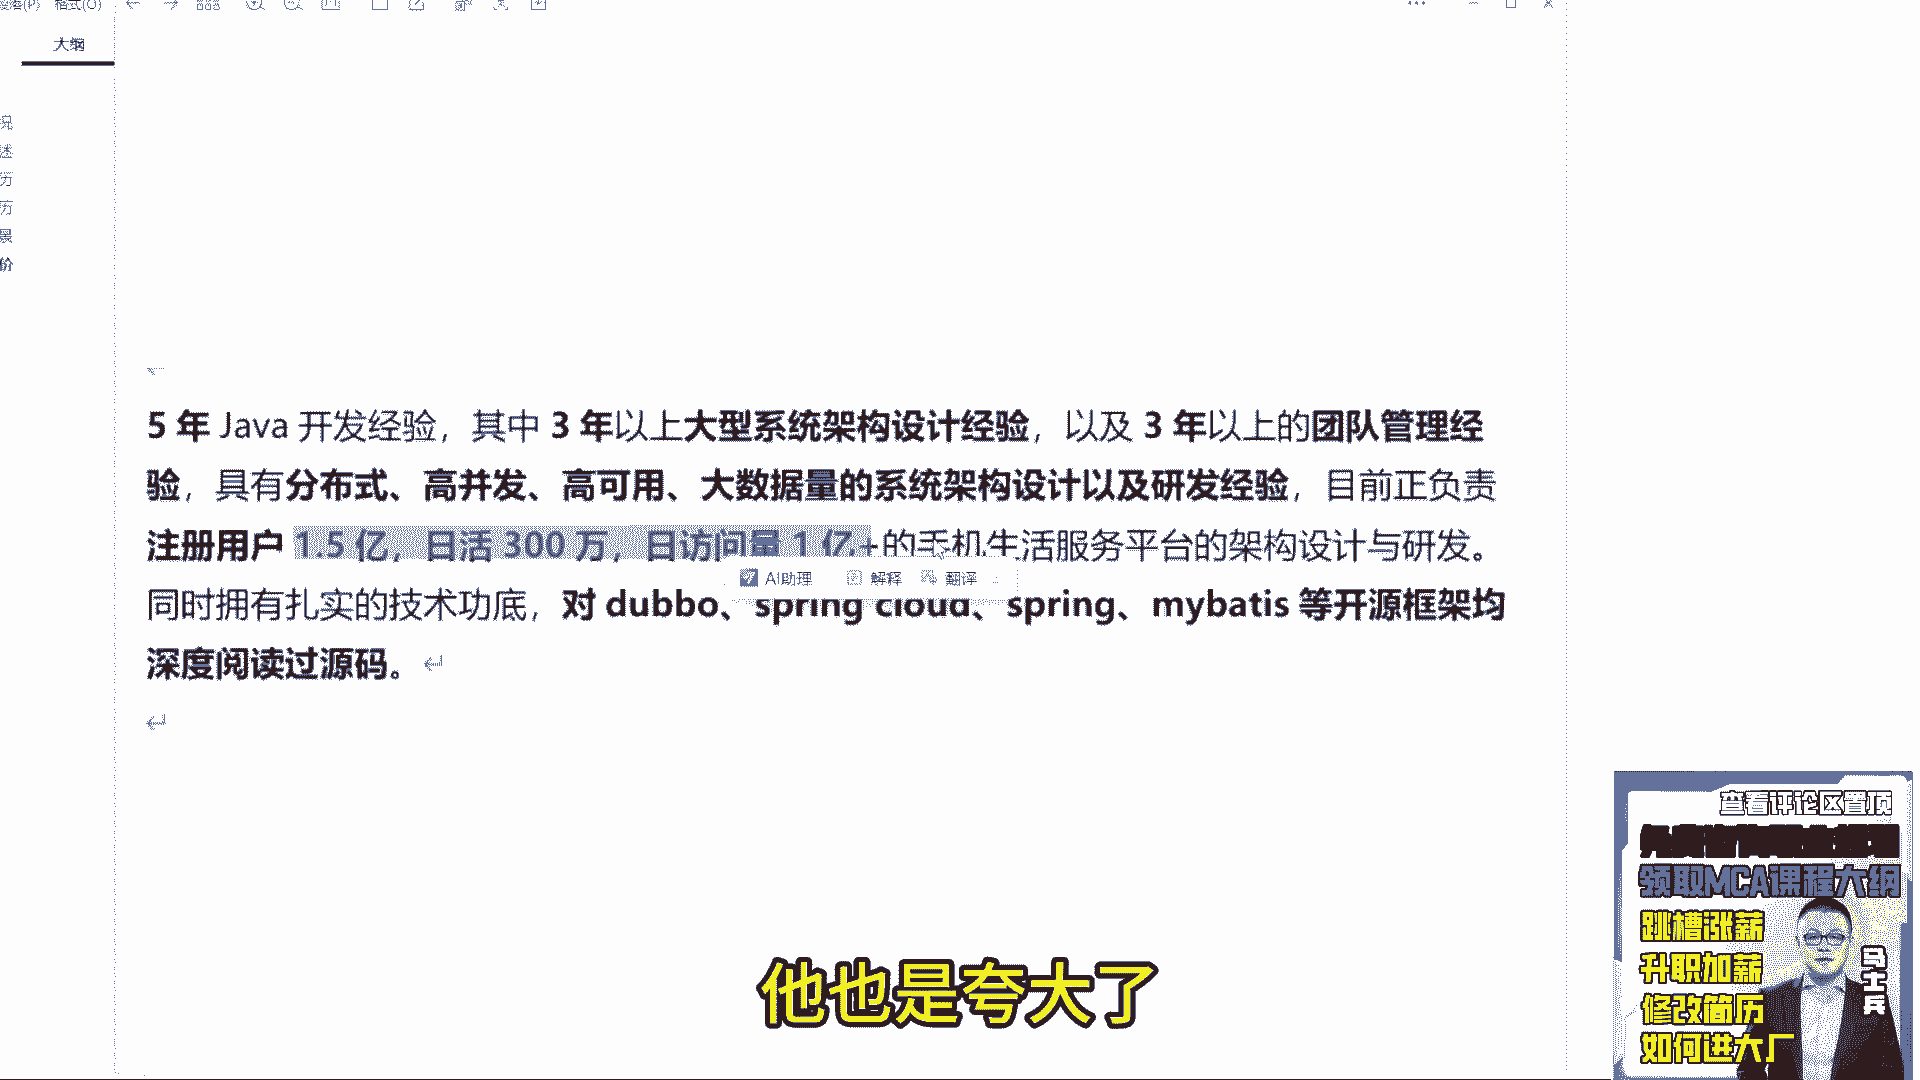 格式(O)
大纲
况
述
历
历
景
价
5 年 Java 开发经验，其中 3 年以上大型系统架构设计经验，以及 3 年以上的团队管理经
验，具有分布式、高并发、高可用、大数据量的系统架构设计以及研发经验，目前正负责
注册用户 1.5 亿，日活 300 万，日访问量 1 亿+的手机生活服务平台的架构设计与研发。
AI助理 解释 翻译
同时拥有扎实的技术功底，对 dubbo、spring cloud、spring、mybatis 等开源框架均
深度阅读过源码。
查看评论区置顶
领取MCA课程大纲
跳槽涨薪
升职加薪
修改简历
如何进大厂
马士兵
他也是夸大了